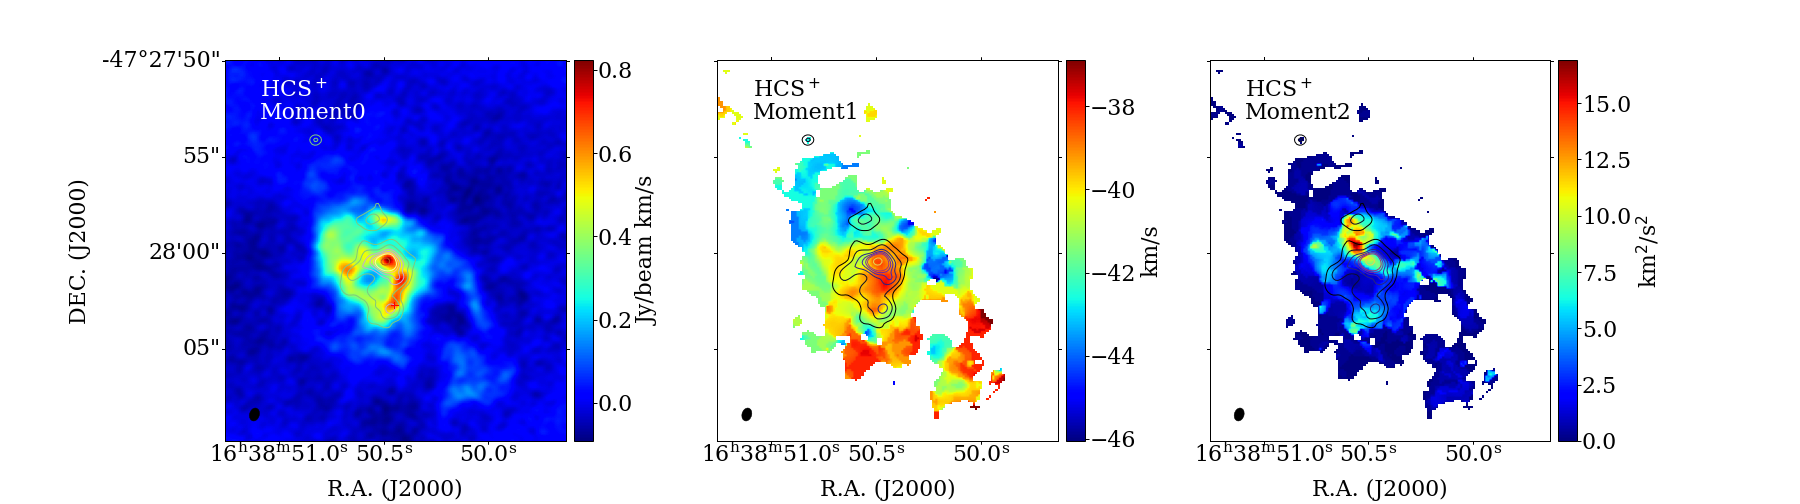 HCS+
Moment0
-47°27'50"
55"
28'00"
05"
DEC. (J2000)
16h38m51.0s 50.5s 50.0s
R.A. (J2000)
0.8
0.6
0.4
0.2
0.0
Jy/beam km/s
HCS+
Moment1
16h38m51.0s 50.5s 50.0s
R.A. (J2000)
−38
−40
−42
−44
−46
km/s
HCS+
Moment2
16h38m51.0s 50.5s 50.0s
R.A. (J2000)
15.0
12.5
10.0
7.5
5.0
2.5
0.0
km²/s²